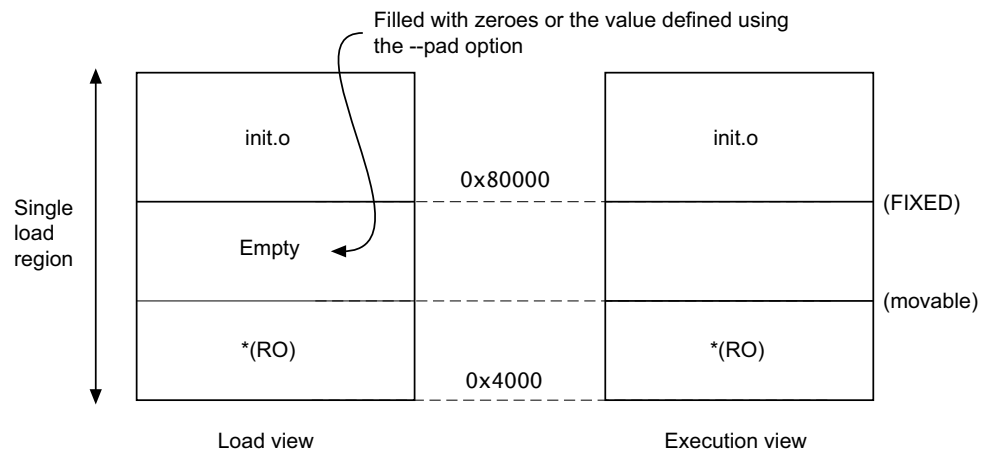 Filled with zeroes or the value defined using
the --pad option
init.o
init.o
0x80000
(FIXED)
Single
load
region
Empty
(movable)
*(RO)
*(RO)
0x4000
Load view
Execution view